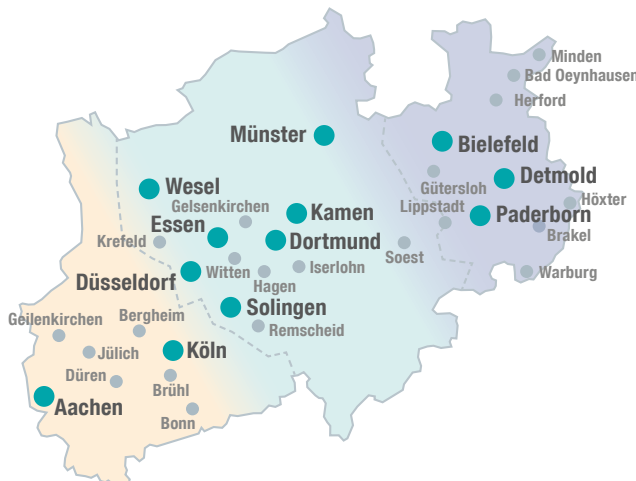 Minden
Bad Oeynhausen
Herford
Münster
Bielefeld
Detmold
Wesel
Gütersloh
Höxter
Gelsenkirchen
Kamen
Lippstadt
Paderborn
Essen
Krefeld
Dortmund
Brakel
Soest
Düsseldorf
Witten
Iserlohn
Warburg
Hagen
Solingen
Geilenkirchen
Bergheim
Remscheid
Jülich
Köln
Düren
Brühl
Aachen
Bonn